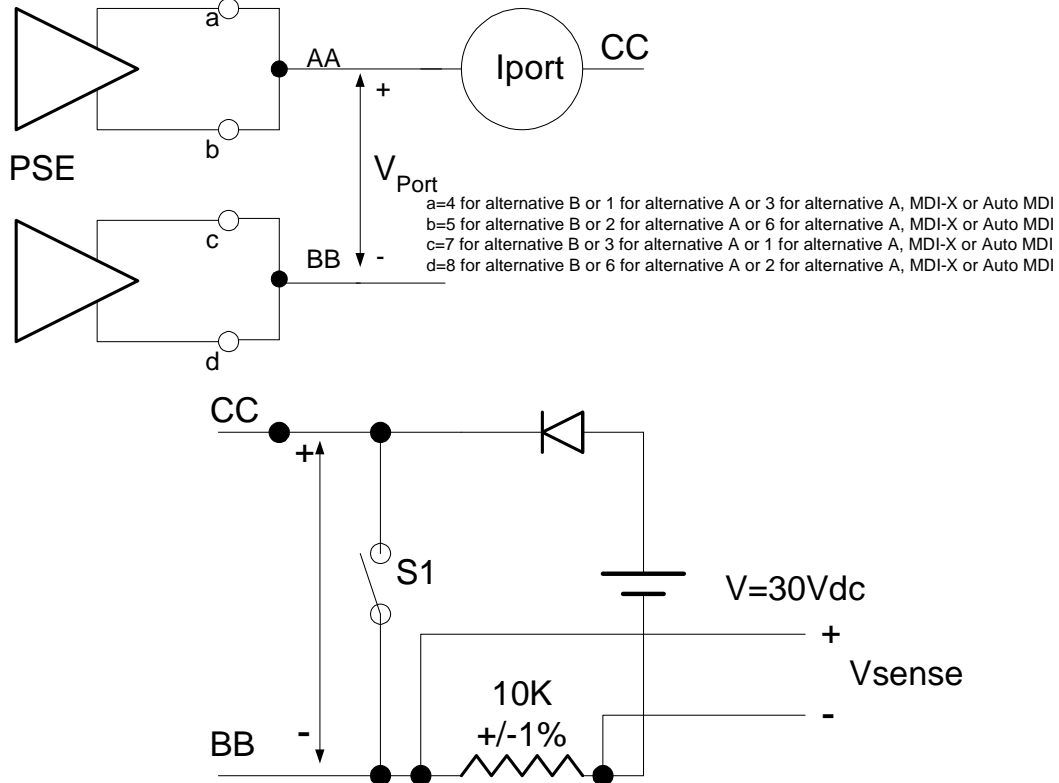 a
AA
Iport
CC
+
b
PSE
V Port
a=4 for alternative B or 1 for alternative A or 3 for alternative A, MDI-X or Auto MDI
b=5 for alternative B or 2 for alternative A or 6 for alternative A, MDI-X or Auto MDI
c=7 for alternative B or 3 for alternative A or 1 for alternative A, MDI-X or Auto MDI
d=8 for alternative B or 6 for alternative A or 2 for alternative A, MDI-X or Auto MDI
c
BB
-
d
CC
+
S1
V=30Vdc
+
Vsense
10K
-
+/-1%
-
BB